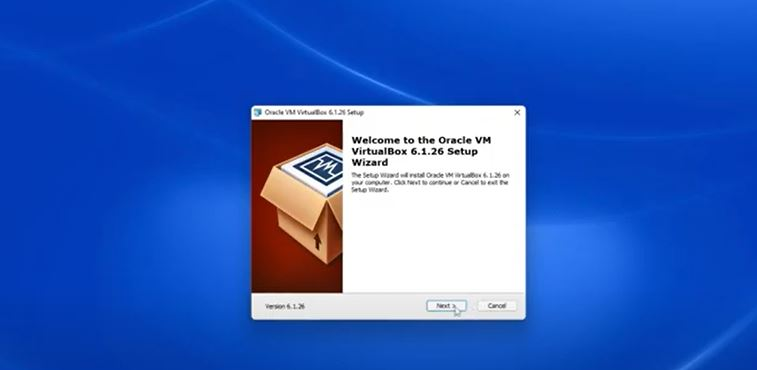 Oracle VM VirtualBox 6.1.26 Setup
Welcome to the Oracle VM
VirtualBox 6.1.26 Setup
Wizard
The Setup Wizard will install Oracle VM VirtualBox 6.1.26 on
your computer. Click Next to continue or Cancel to exit the
Setup Wizard.
Version 6.1.26
Next >
Cancel